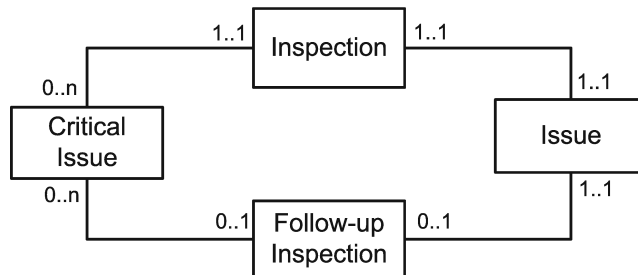 1..1 Inspection 1..1
0..n 1..1
Critical
Issue
Issue
0..n 1..1
0..1 Follow-up 0..1
Inspection